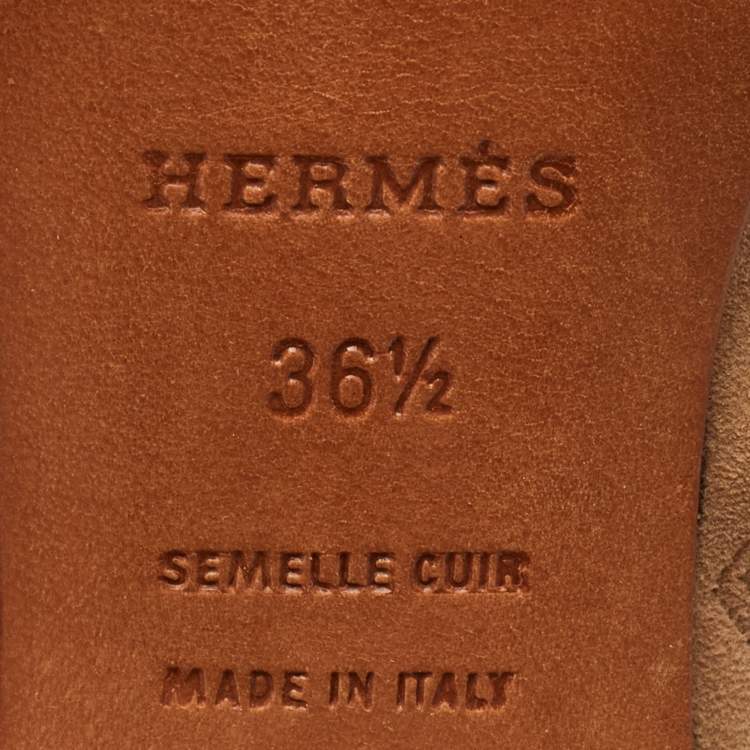 HERMÈS
36½
SEMELLE CUIR
MADE IN ITALY